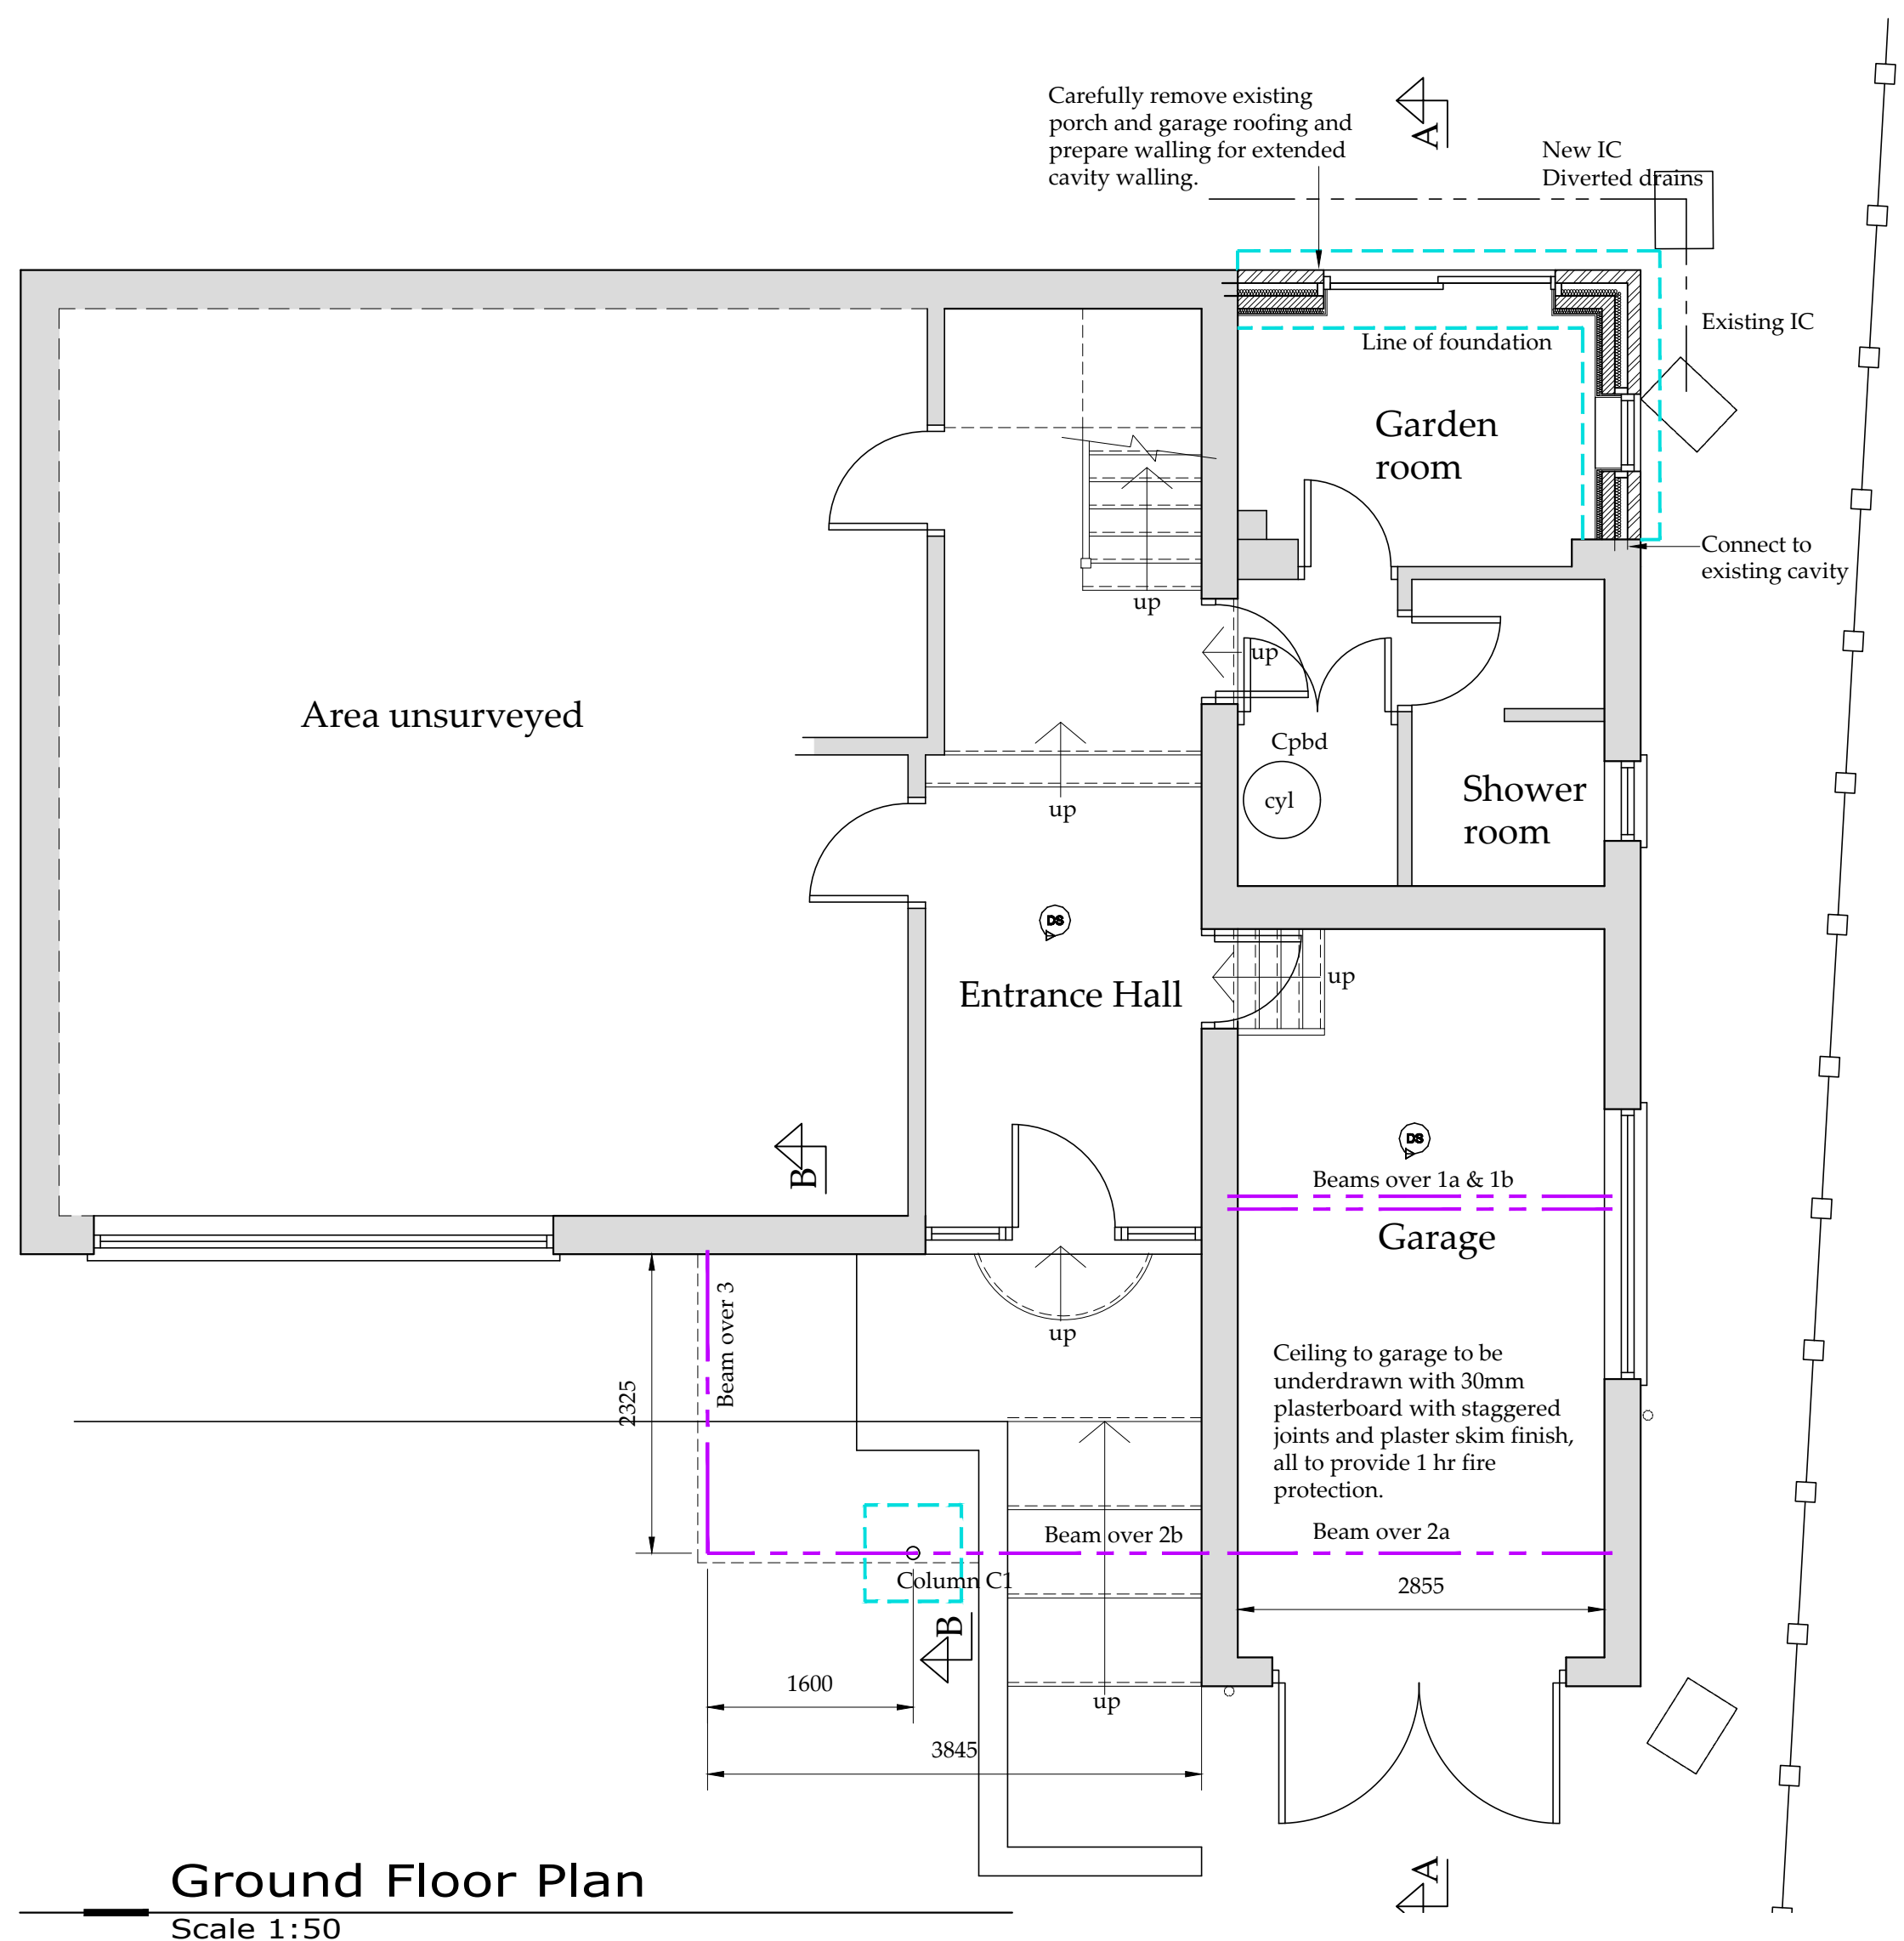 Carefully remove existing
porch and garage roofing and
prepare walling for extended
cavity walling.
A
New IC
Diverted drains
Existing IC
Line of foundation
Garden
room
Connect to
existing cavity
up
up
Area unsurveyed
Cpbd
cyl
Shower
room
up
DS
Entrance Hall
up
DS
B
Beams over 1a & 1b
Garage
Beam over 3
up
2325
Ceiling to garage to be
underdrawn with 30mm
plasterboard with staggered
joints and plaster skim finish,
all to provide 1 hr fire
protection.
Beam over 2b
Beam over 2a
Column C1
2855
B
1600
up
3845
A
Ground Floor Plan
Scale 1:50